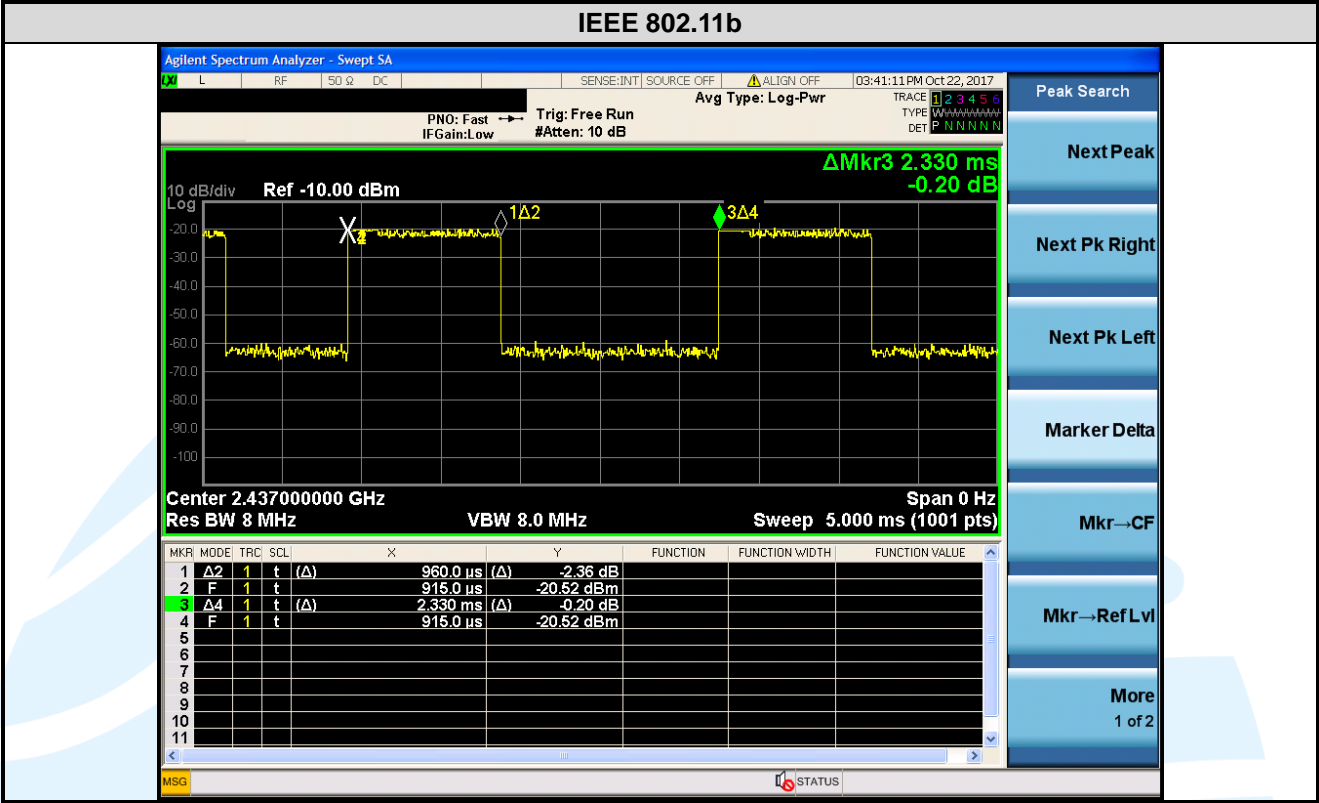 IEEE 802.11b
Agilent Spectrum Analyzer - Swept SA
LXI L RF 50 Ω DC SENSE:INT SOURCE OFF ALIGN OFF 03:41:11 PM Oct 22, 2017
PNO: Fast
IFGain:Low
Trig: Free Run
#Atten: 10 dB
Avg Type: Log-Pwr
TRACE 1 2 3 4 5 6
TYPE W
DET P N N N N N
ΔMkr3 2.330 ms
-0.20 dB
10 dB/div Ref -10.00 dBm
Log
1Δ2
3Δ4
X
-20.0
-30.0
-40.0
-50.0
-60.0
-70.0
-80.0
-90.0
-100
Center 2.437000000 GHz Span 0 Hz
Res BW 8 MHz VBW 8.0 MHz Sweep 5.000 ms (1001 pts)
MKR MODE TRC SCL X Y FUNCTION FUNCTION WIDTH FUNCTION VALUE
1 Δ2 1 t (Δ) 960.0 µs (Δ) -2.36 dB
2 F 1 t 915.0 µs -20.52 dBm
3 Δ4 1 t (Δ) 2.330 ms (Δ) -0.20 dB
4 F 1 t 915.0 µs -20.52 dBm
5
6
7
8
9
10
11
MSG STATUS
Peak Search
Next Peak
Next Pk Right
Next Pk Left
Marker Delta
Mkr→CF
Mkr→Ref Lvl
More
1 of 2